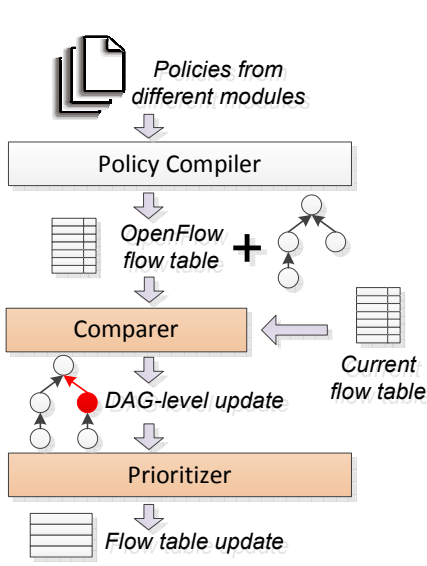 Policies from
different modules
Policy Compiler
OpenFlow
flow table
+
Comparer
Current
flow table
DAG-level update
Prioritizer
Flow table update